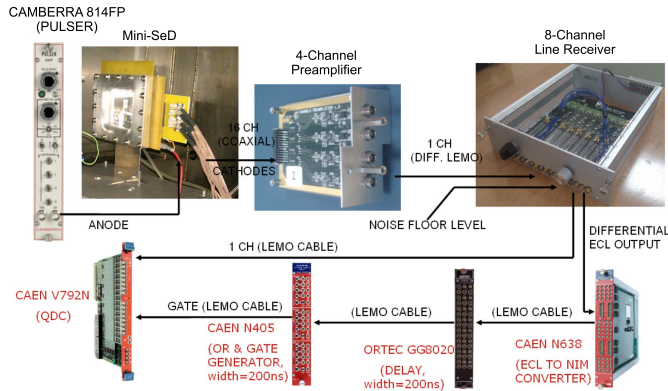 CAMBERRA 814FP
(PULSER)
Mini-SeD
4-Channel
Preamplifier
8-Channel
Line Receiver
PULSER
16 CH
(COAXIAL)
CATHODES
1 CH
(DIFF. LEMO)
ANODE
NOISE FLOOR LEVEL
DIFFERENTIAL
ECL OUTPUT
1 CH (LEMO CABLE)
CAEN V792N
(QDC)
GATE (LEMO CABLE)
CAEN N405
(OR & GATE
GENERATOR,
width=200ns)
(LEMO CABLE)
ORTEC GG8020
(DELAY,
width=200ns)
(LEMO CABLE)
CAEN N638
(ECL TO NIM
CONVERTER)